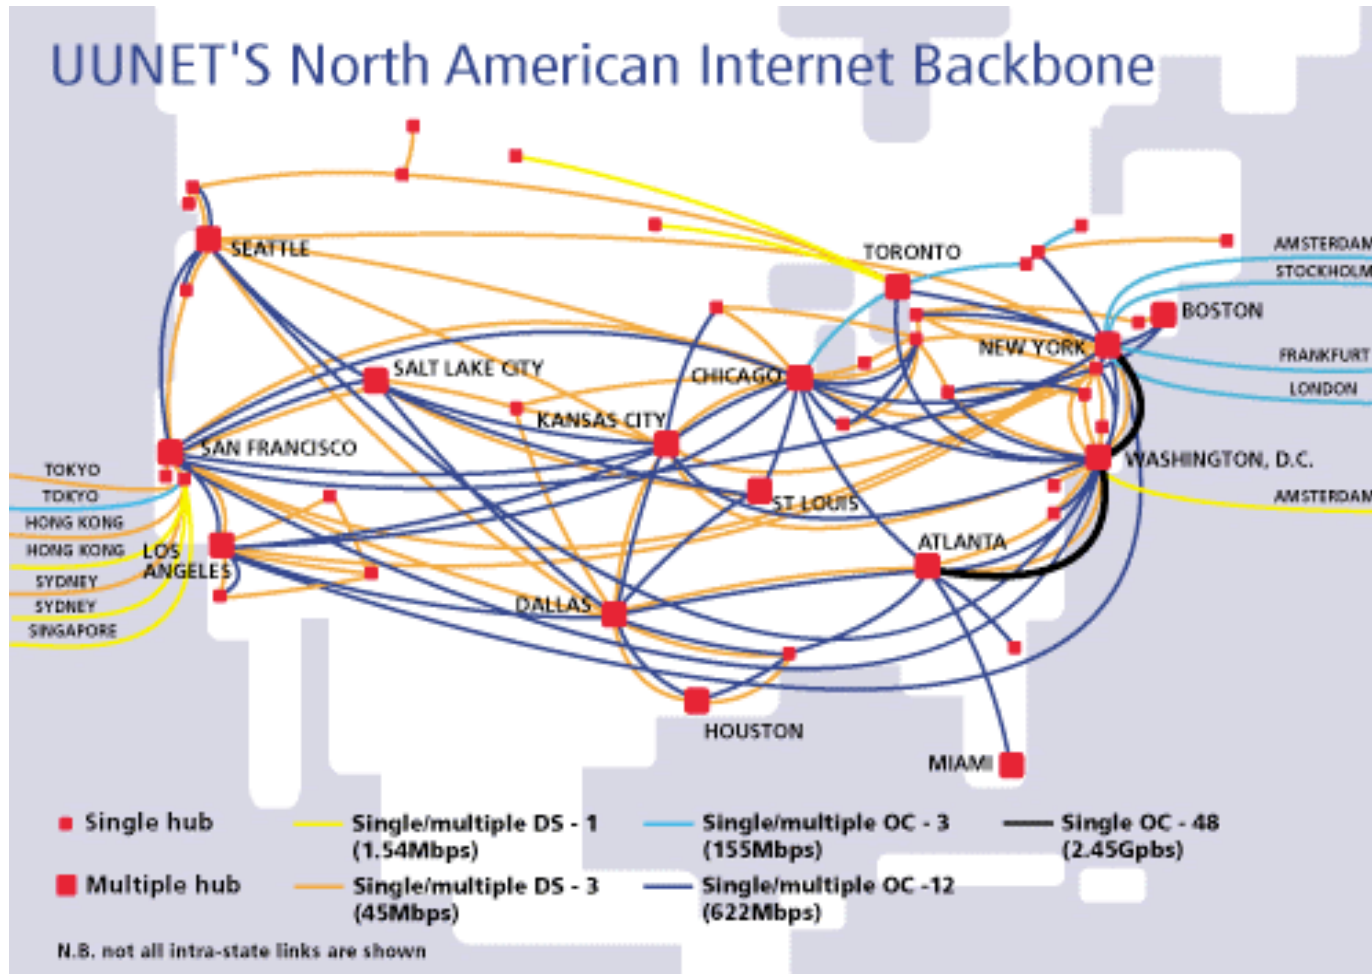 UUNET'S North American Internet Backbone
SEATTLE
TORONTO
AMSTERDAM
STOCKHOLM
BOSTON
NEW YORK
FRANKFURT
LONDON
SALT LAKE CITY
CHICAGO
KANSAS CITY
SAN FRANCISCO
WASHINGTON, D.C.
TOKYO
TOKYO
HONG KONG
HONG KONG
SYDNEY
SYDNEY
SINGAPORE
AMSTERDAM
ST LOUIS
LOS
ANGELES
ATLANTA
DALLAS
HOUSTON
MIAMI
Single hub
Multiple hub
Single/multiple DS - 1
(1.54Mbps)
Single/multiple DS - 3
(45Mbps)
Single/multiple OC - 3
(155Mbps)
Single/multiple OC -12
(622Mbps)
Single OC - 48
(2.45Gpbs)
N.B. not all intra-state links are shown